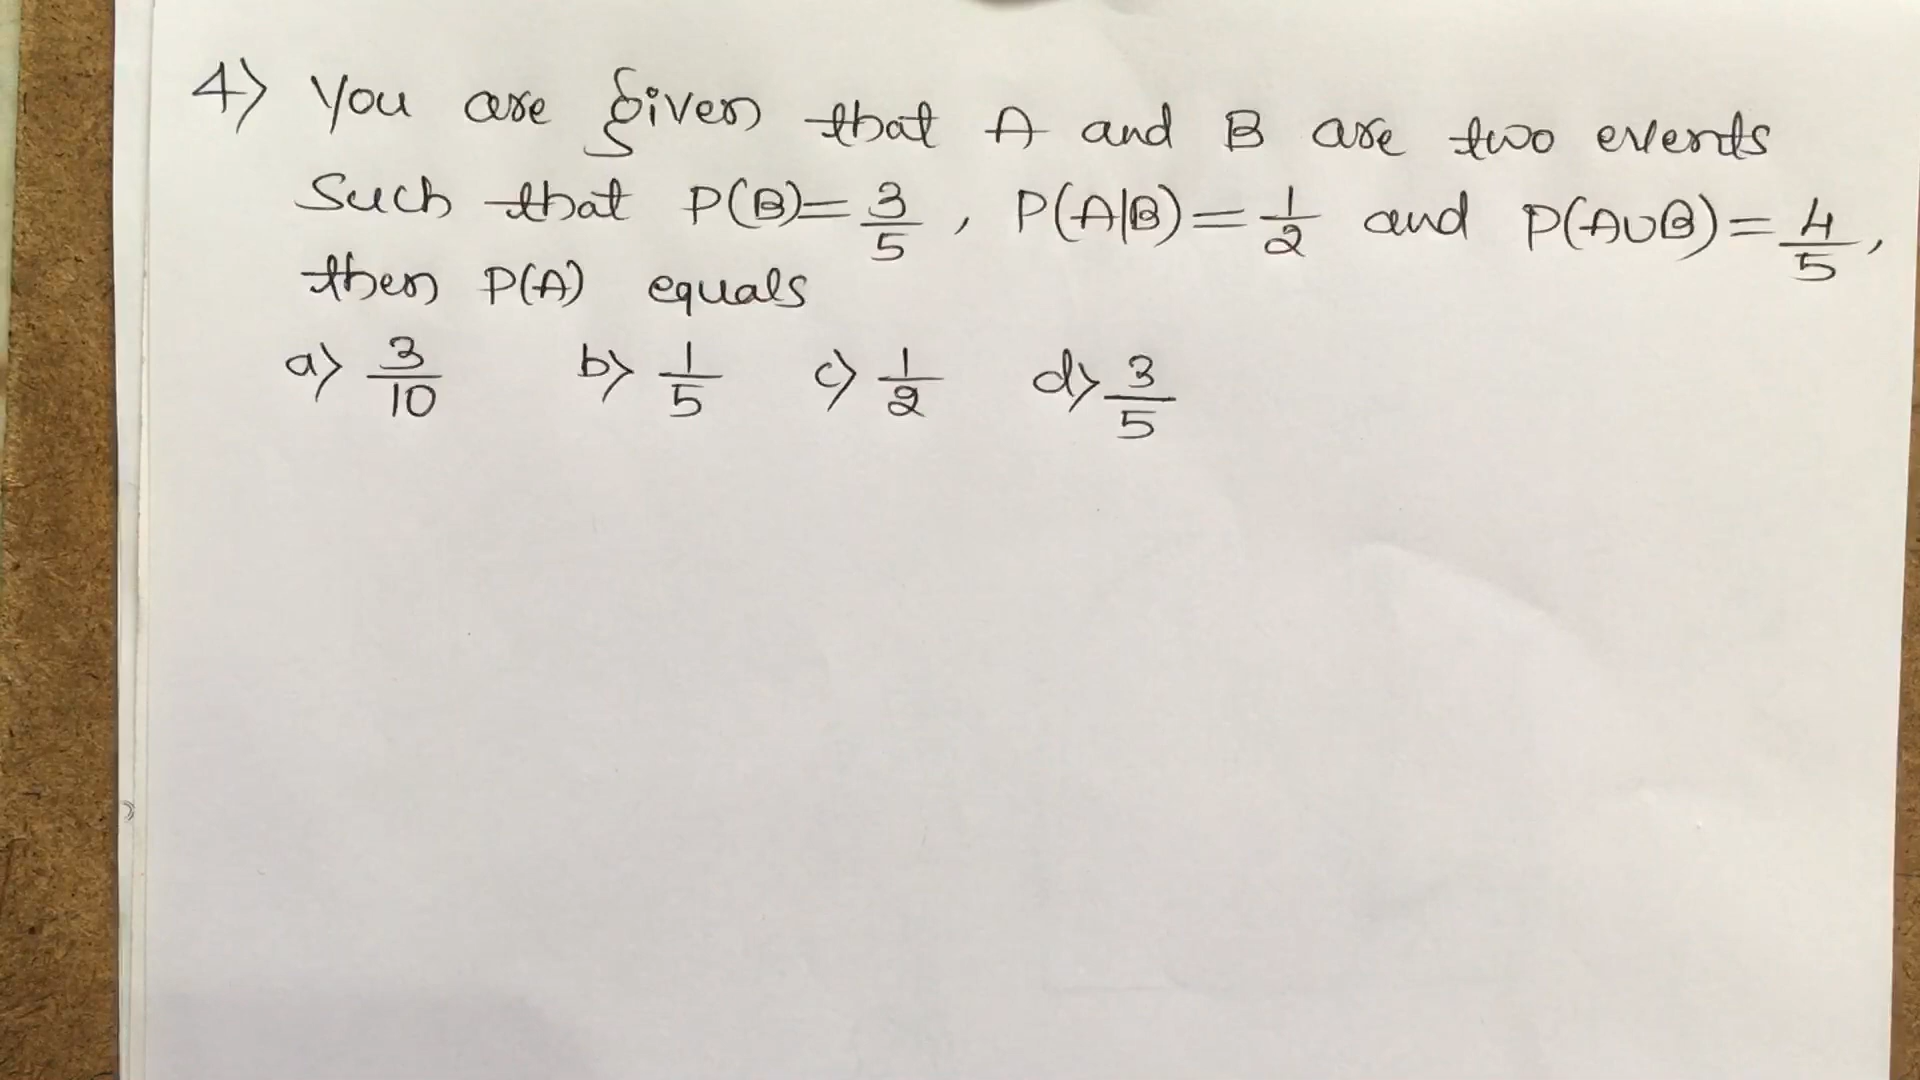 4) You are given that A and B are two events
Such that P(B)=3/5, P(A|B)=1/2 and P(A∪B)=4/5,
then P(A) equals
a) 3/10 b) 1/5 c) 1/2 d) 3/5